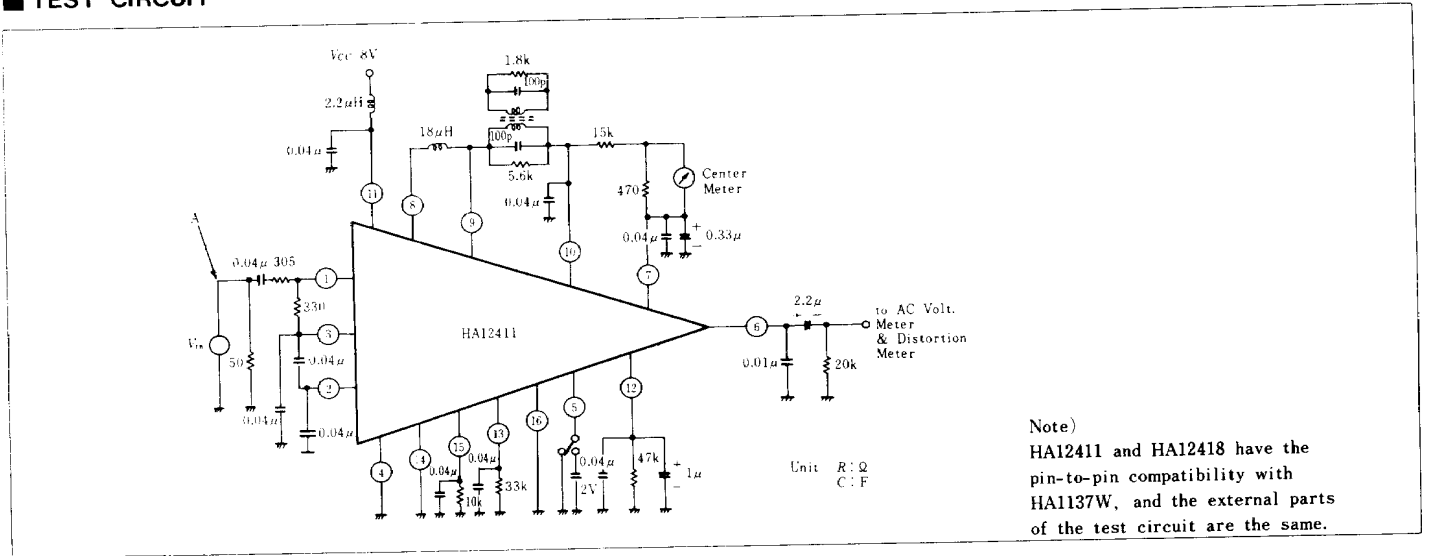 ■ TEST CIRCUIT
Vcc 8V
2.2μH
0.04μ
1.8k
100p
18μH
100p
5.6k
15k
0.04μ
470
Center
Meter
0.04μ
0.33μ
+
−
11
8
9
10
7
A
0.04μ 305
1
330
Vin
50
3
0.04μ
2
0.04μ
0.04μ
HA12411
6
2.2μ
+ −
0.01μ
20k
to AC Volt.
Meter
& Distortion
Meter
4
14
15
13
16
5
12
0.04μ
10k
0.04μ
33k
2V
0.04μ
47k
1μ
+
−
Unit R : Ω
C : F
Note)
HA12411 and HA12418 have the
pin-to-pin compatibility with
HA1137W, and the external parts
of the test circuit are the same.